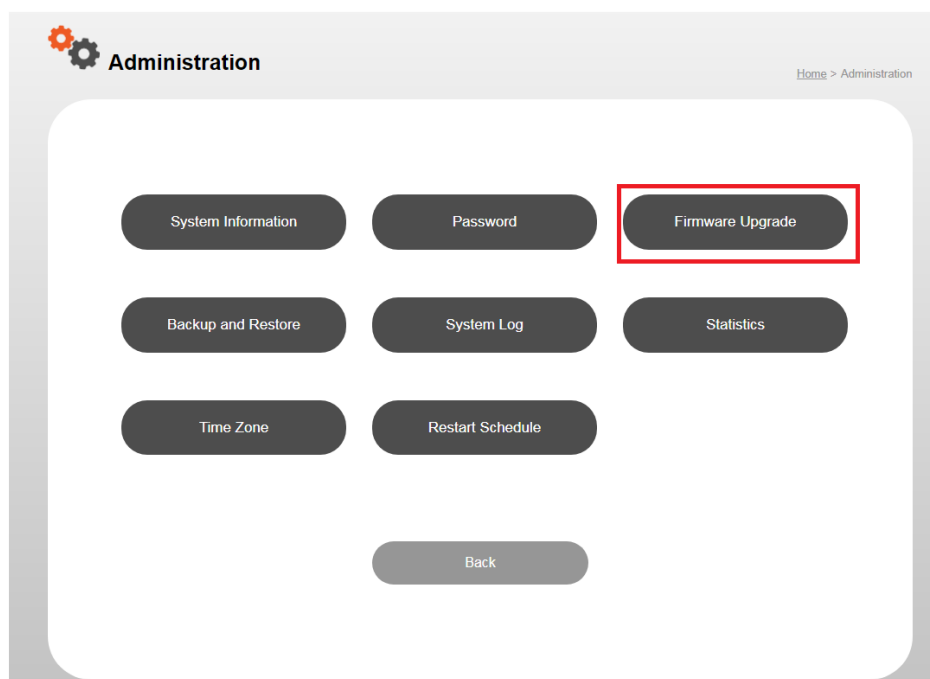 Administration
Home > Administration
System Information
Password
Firmware Upgrade
Backup and Restore
System Log
Statistics
Time Zone
Restart Schedule
Back